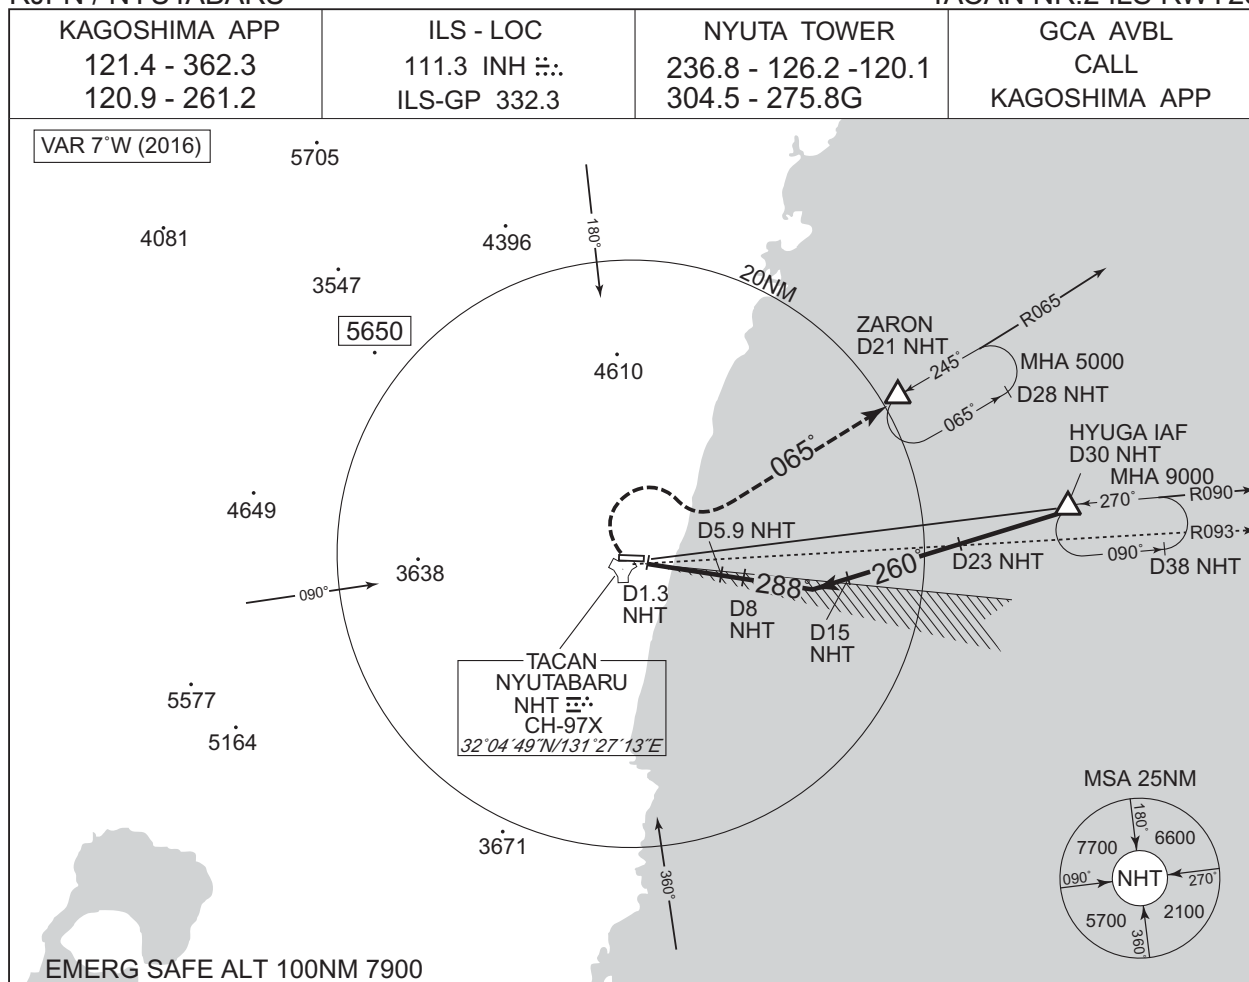 KAGOSHIMA APP
121.4 - 362.3
120.9 - 261.2
ILS - LOC
111.3 INH
ILS-GP 332.3
NYUTA TOWER
236.8 - 126.2 -120.1
304.5 - 275.8G
GCA AVBL
CALL
KAGOSHIMA APP
VAR 7°W (2016)
5705
4081
4396
180°
3547
20NM
5650
4610
ZARON
D21 NHT
R065
245°
MHA 5000
D28 NHT
065°
065°
HYUGA IAF
D30 NHT
MHA 9000
270°
R090
4649
D5.9 NHT
R093
090°
D38 NHT
D23 NHT
260°
3638
288°
090°
D1.3
NHT
D8
NHT
D15
NHT
TACAN
NYUTABARU
NHT
CH-97X
32°04´49˝N/131°27´13˝E
5577
5164
3671
360°
MSA 25NM
180°
7700
6600
090°
NHT
270°
5700
2100
360°
EMERG SAFE ALT 100NM 7900